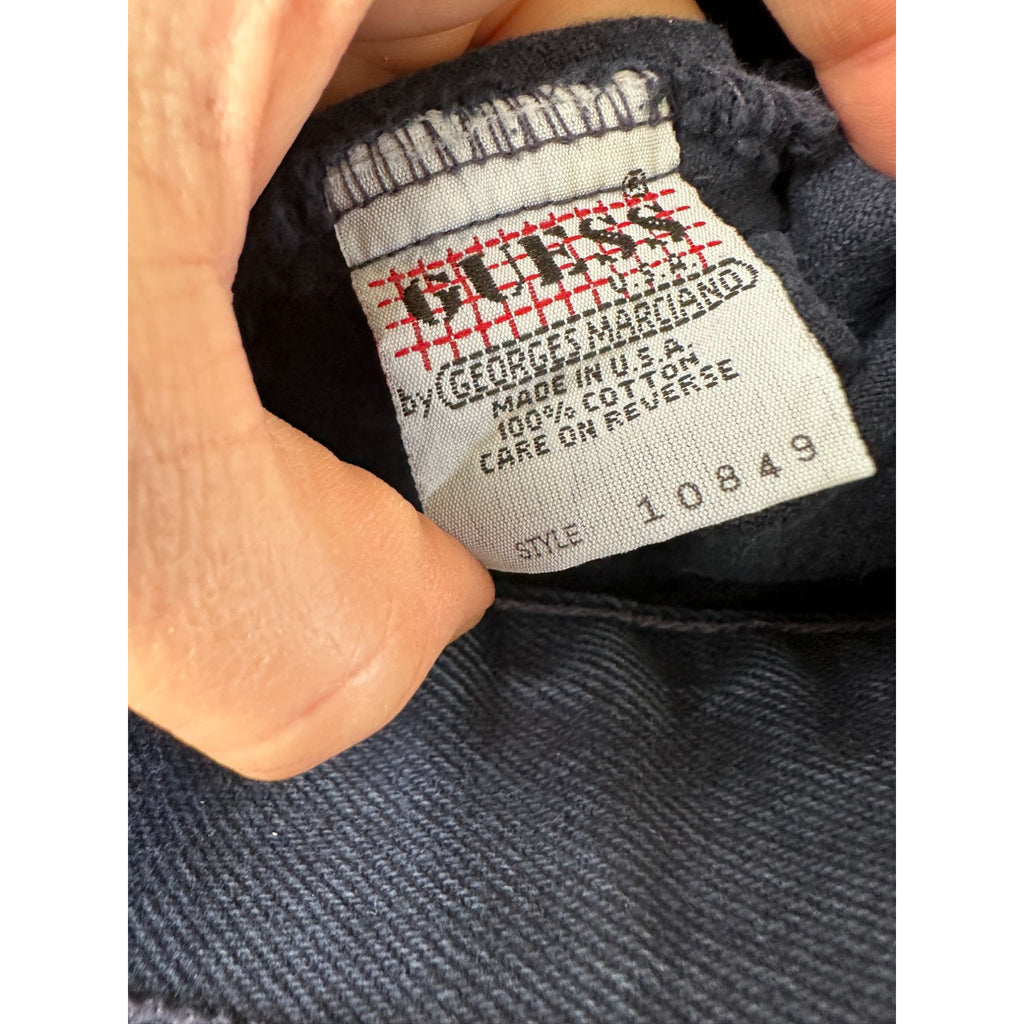 GUESS®
U.S.A.
by GEORGES MARCIANO
MADE IN U.S.A.
100% COTTON
CARE ON REVERSE
STYLE 10849